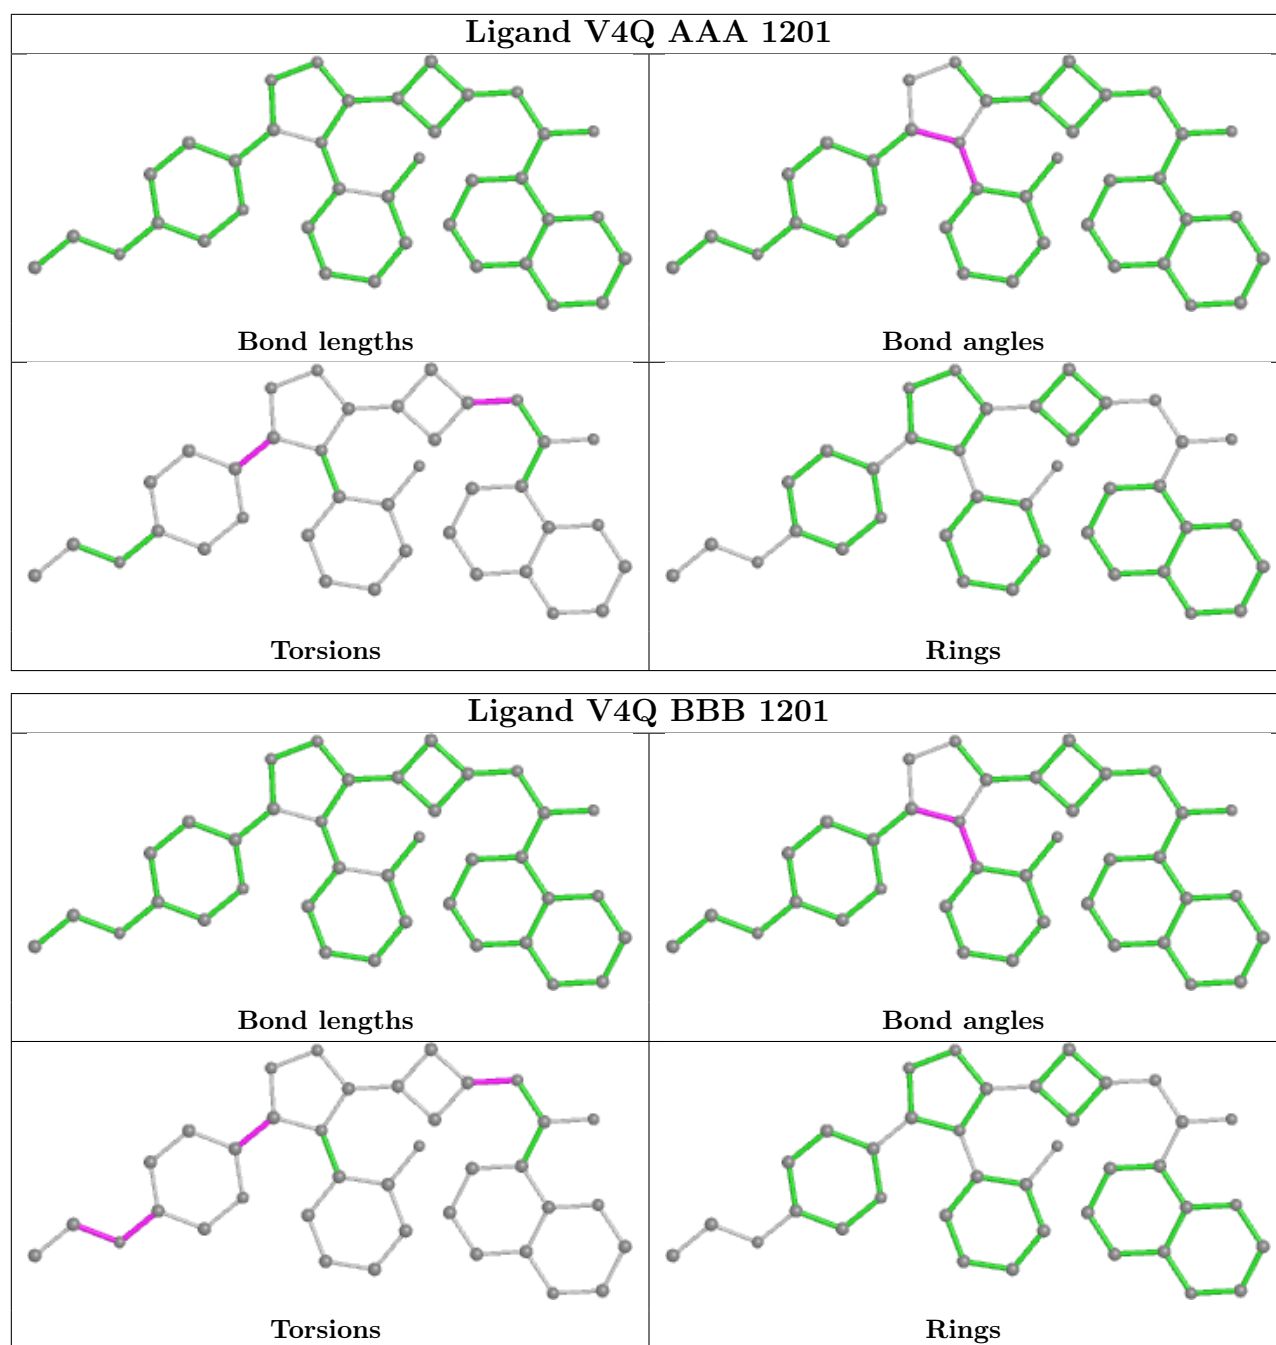 Ligand V4Q AAA 1201
Bond lengths
Bond angles
Torsions
Rings
Ligand V4Q BBB 1201
Bond lengths
Bond angles
Torsions
Rings